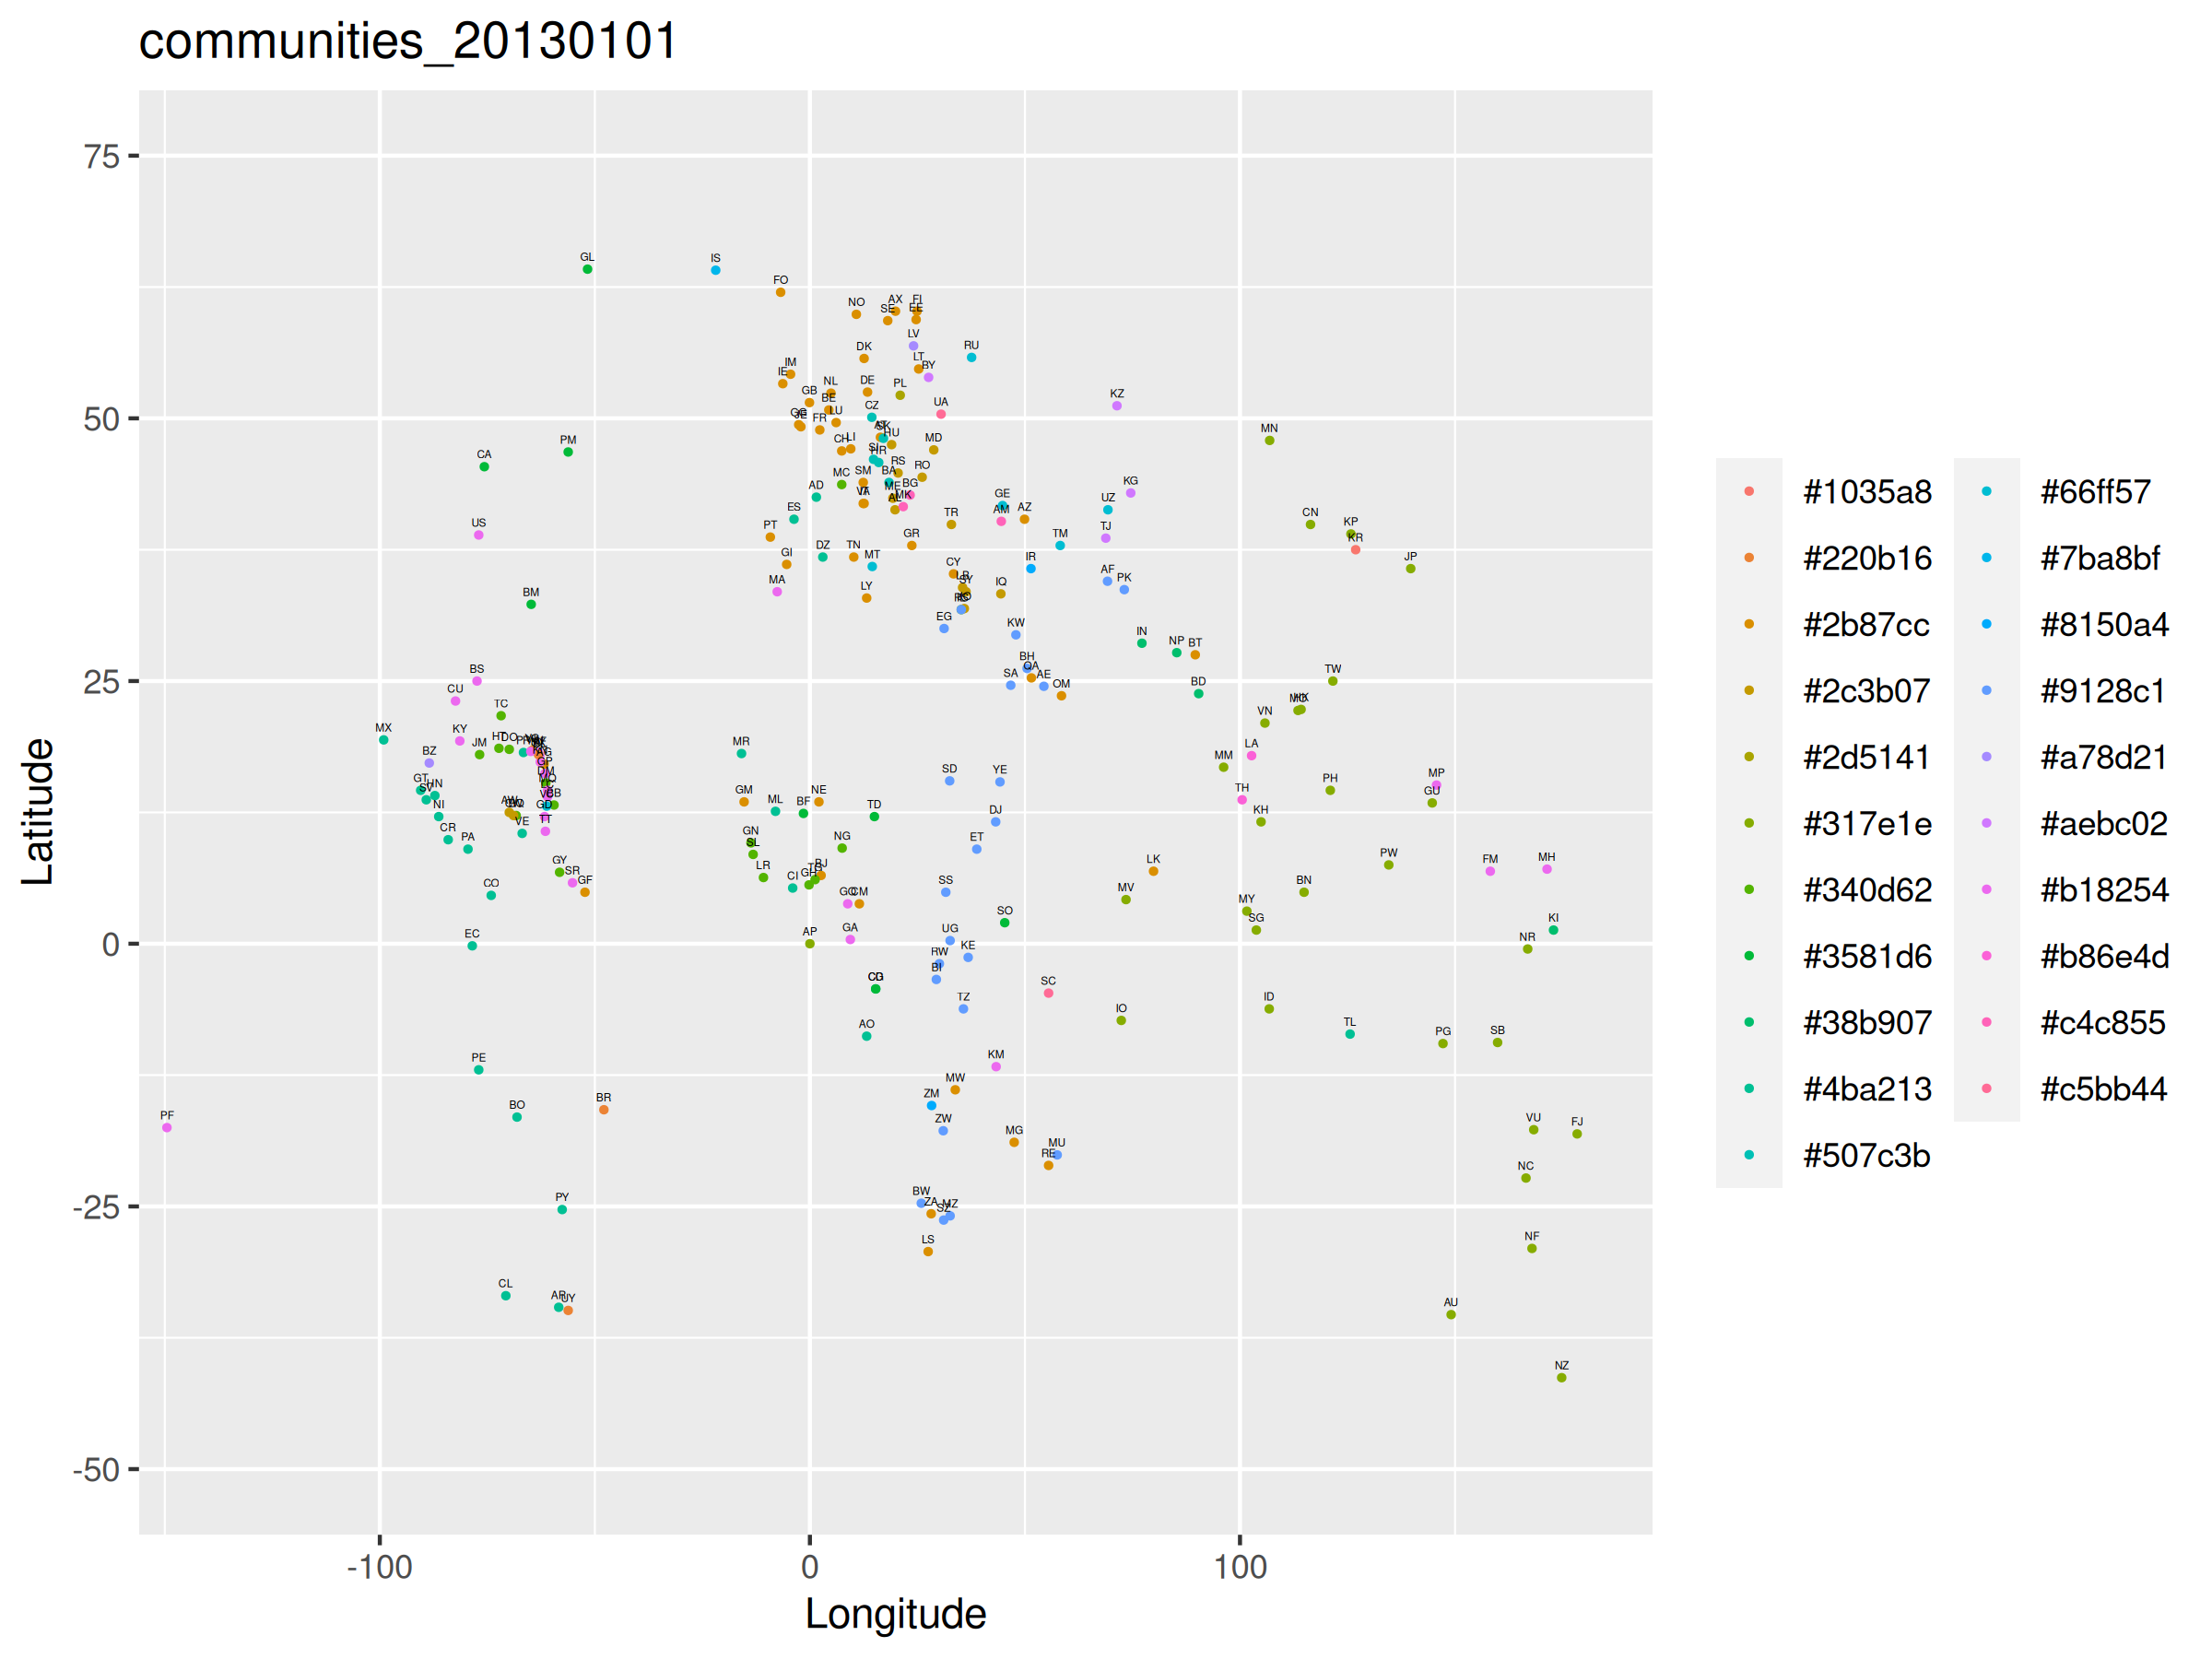 communities_20130101
75
50
25
0
-25
-50
-100
0
100
Latitude
Longitude
#1035a8
#220b16
#2b87cc
#2c3b07
#2d5141
#317e1e
#340d62
#3581d6
#38b907
#4ba213
#507c3b
#66ff57
#7ba8bf
#8150a4
#9128c1
#a78d21
#aebc02
#b18254
#b86e4d
#c4c855
#c5bb44
GL
IS
FO
NO
SE
AX
FI
EE
LV
RU
DK
LT
BY
IM
IE
NL
DE
PL
KZ
GB
BE
CZ
UA
LU
FR
HU
MN
CH
LI
MD
PM
CA
HR
RS
RO
MC
SM
BA
BG
MK
AD
KG
GE
UZ
ES
AM
AZ
CN
US
PT
TR
TJ
KP
KR
GR
TM
GI
DZ
TN
MT
IR
JP
MA
LY
CY
SY
IQ
AF
PK
BM
EG
KW
IN
NP
BT
BS
BH
QA
SA
AE
OM
BD
TW
CU
TC
VN
MX
KY
JM
HT
DO
BZ
MR
LA
MM
SD
YE
MP
GU
GT
HN
SV
NI
GD
TT
BB
AW
VE
CR
PA
GM
ML
BF
NE
TD
TH
PH
DJ
KH
GN
SL
NG
ET
LR
GY
SR
GF
CI
GH
BJ
LK
PW
CO
CM
SS
MV
BN
FM
MH
MY
SG
SO
KI
EC
AP
GA
UG
KE
NR
RW
BI
SC
TZ
IO
ID
TL
PG
SB
AO
KM
PE
MW
ZM
BO
BR
PF
ZW
MG
MU
RE
VU
FJ
NC
PY
BW
ZA
SZ
MZ
LS
NF
CL
AR
UY
AU
NZ